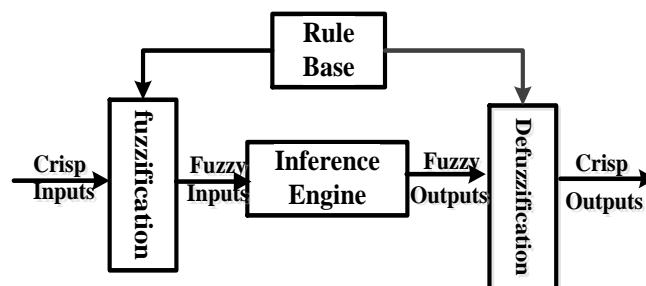 Rule
Base
fuzzification
Crisp
Inputs
Fuzzy
Inputs
Inference
Engine
Fuzzy
Outputs
Defuzzification
Crisp
Outputs